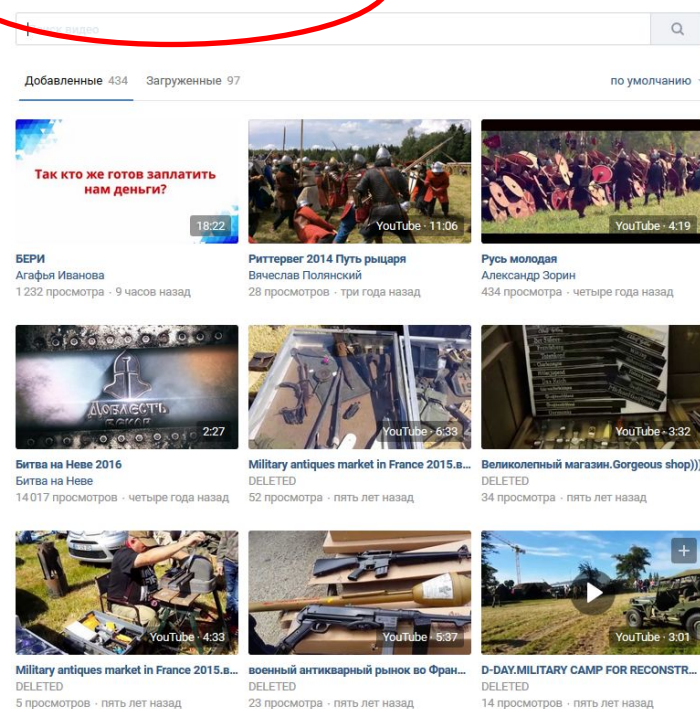 Добавленные 434 Загруженные 97 по умолчанию
Так кто же готов заплатить
нам деньги?
18:22
YouTube · 11:06
YouTube · 4:19
БЕРИ
Агафья Иванова
1 232 просмотра · 9 часов назад
Риттервег 2014 Путь рыцаря
Вячеслав Полянский
28 просмотров · три года назад
Русь молодая
Александр Зорин
434 просмотра · четыре года назад
ДОБЛЕСТЬ
ВЕКОВ
2:27
YouTube · 6:33
YouTube · 3:32
Битва на Неве 2016
Битва на Неве
14 017 просмотров · четыре года назад
Military antiques market in France 2015.в...
DELETED
52 просмотра · пять лет назад
Великолепный магазин.Gorgeous shop)))
DELETED
34 просмотра · пять лет назад
YouTube · 4:33
YouTube · 5:37
YouTube · 3:01
Military antiques market in France 2015.в...
DELETED
5 просмотров · пять лет назад
военный антикварный рынок во Фран...
DELETED
23 просмотра · пять лет назад
D-DAY.MILITARY CAMP FOR RECONSTR...
DELETED
14 просмотров · пять лет назад